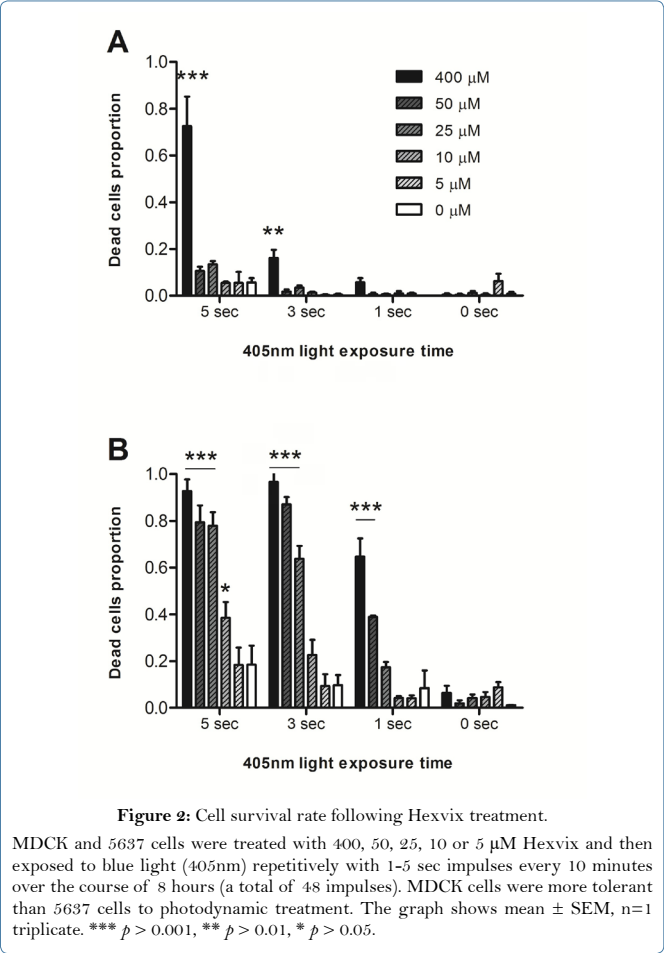 A
***
**
1.0
0.8
0.6
0.4
0.2
0.0
Dead cells proportion
400 µM
50 µM
25 µM
10 µM
5 µM
0 µM
5 sec 3 sec 1 sec 0 sec
405nm light exposure time
B
***
***
***
*
1.0
0.8
0.6
0.4
0.2
0.0
Dead cells proportion
5 sec 3 sec 1 sec 0 sec
405nm light exposure time
Figure 2: Cell survival rate following Hexvix treatment.
MDCK and 5637 cells were treated with 400, 50, 25, 10 or 5 µM Hexvix and then
exposed to blue light (405nm) repetitively with 1-5 sec impulses every 10 minutes
over the course of 8 hours (a total of 48 impulses). MDCK cells were more tolerant
than 5637 cells to photodynamic treatment. The graph shows mean ± SEM, n=1
triplicate. *** p > 0.001, ** p > 0.01, * p > 0.05.